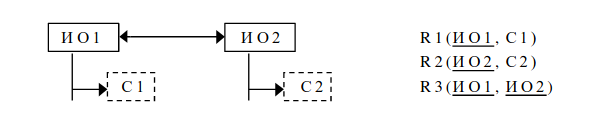 ИО1 ИО2 R1(ИО1, С1)
R2(ИО2, С2)
С1 С2 R3(ИО1, ИО2)